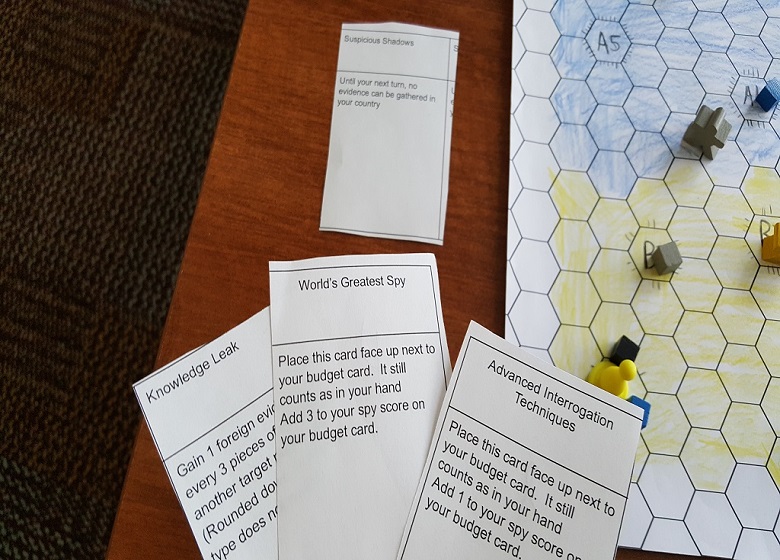 Suspicious Shadows
Until your next turn, no
evidence can be gathered in
your country
A5
World's Greatest Spy
Place this card face up next to
your budget card. It still
counts as in your hand
Add 3 to your spy score on
your budget card.
Knowledge Leak
Gain 1 foreign
every 3 pieces of
another target
(Rounded
type does
Advanced Interrogation
Techniques
Place this card face up next to
your budget card. It still
counts as in your hand
Add 1 to your spy score on
your budget card.